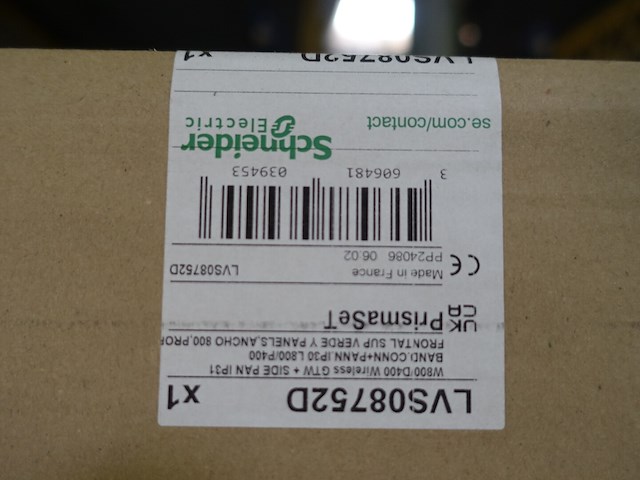 LVS08752D x1
W800/D400 Wireless GTW + SIDE PAN IP31
BAND.CONN+PANN.IP30 L800/P400
FRONTAL SUP VERDE Y PANELS,ANCHO 800,PROF
UK CA PrismaSeT
CE Made in France LVS08752D
PP24086 06 02
3 606481 039453
Schneider
Electric
se.com/contact
LVS08752D x1